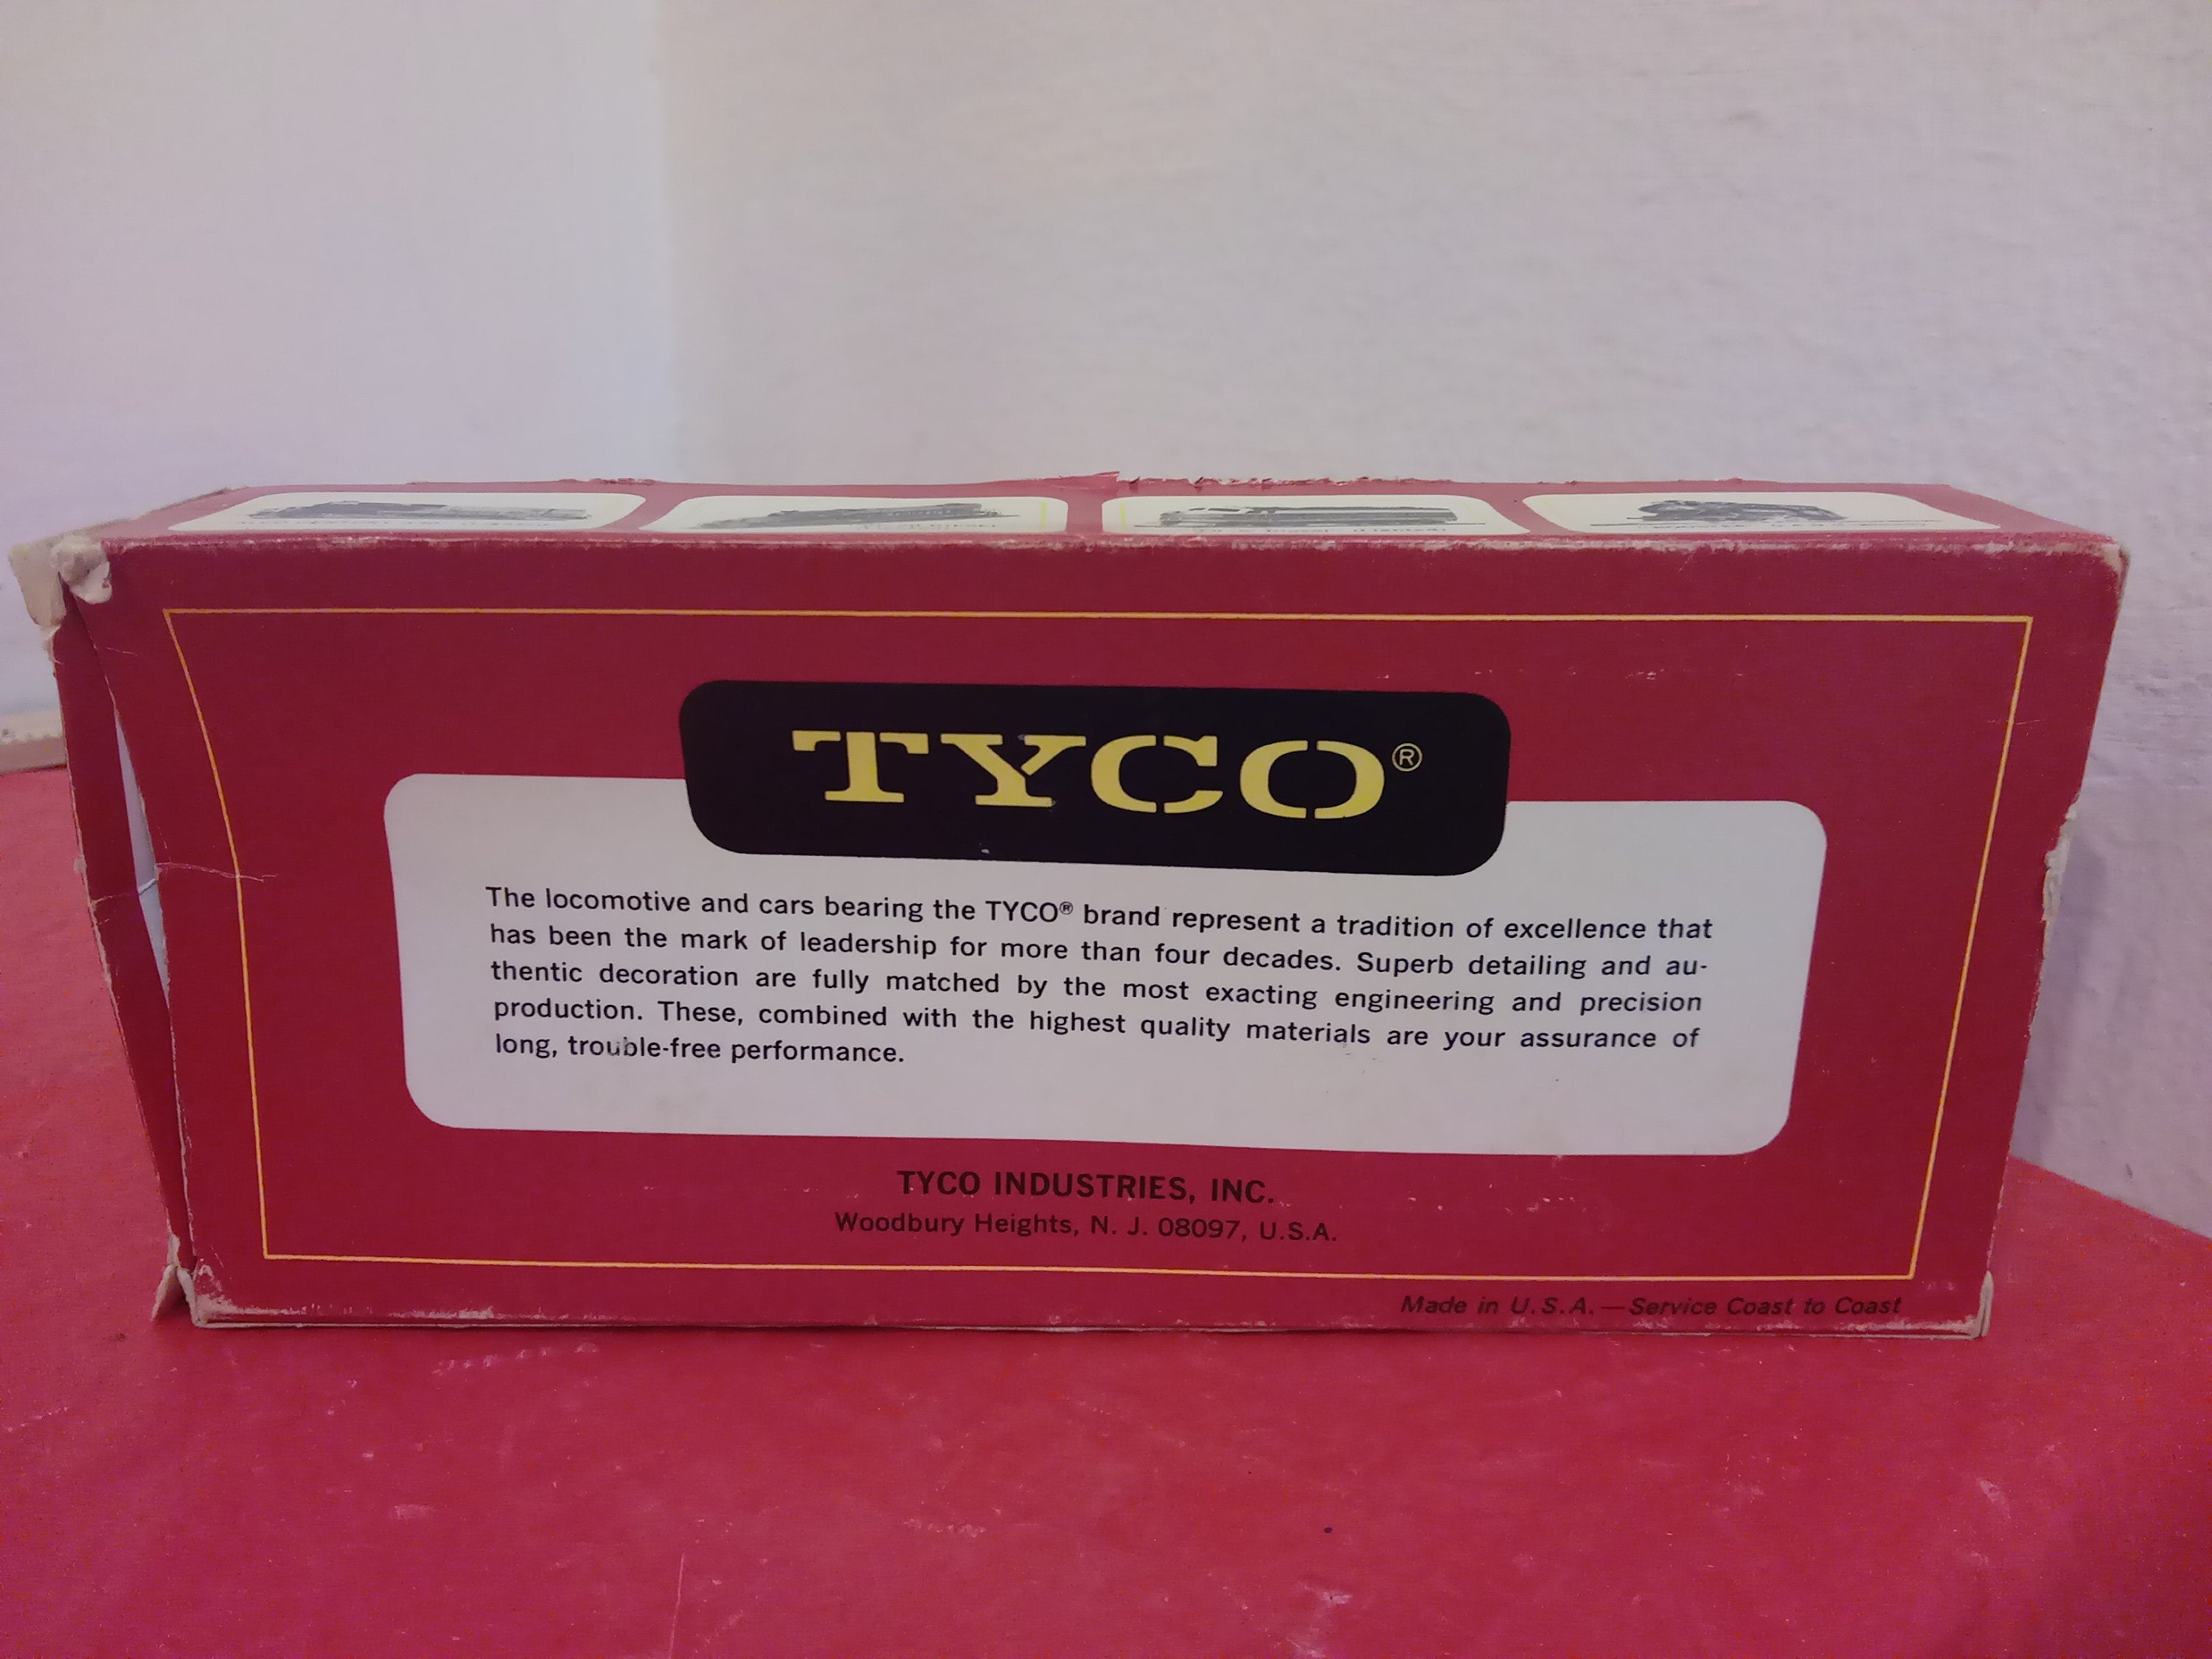 TYCO®
The locomotive and cars bearing the TYCO® brand represent a tradition of excellence that
has been the mark of leadership for more than four decades. Superb detailing and au-
thentic decoration are fully matched by the most exacting engineering and precision
production. These, combined with the highest quality materials are your assurance of
long, trouble-free performance.
TYCO INDUSTRIES, INC.
Woodbury Heights, N. J. 08097, U.S.A.
Made in U.S.A.—Service Coast to Coast